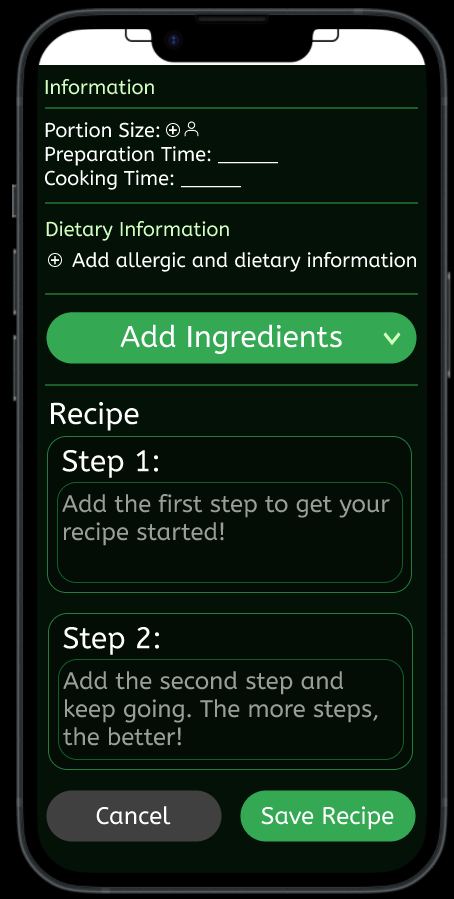 Information
Portion Size:
Preparation Time: ______
Cooking Time: ______
Dietary Information
Add allergic and dietary information
Add Ingredients
Recipe
Step 1:
Add the first step to get your
recipe started!
Step 2:
Add the second step and
keep going. The more steps,
the better!
Cancel
Save Recipe